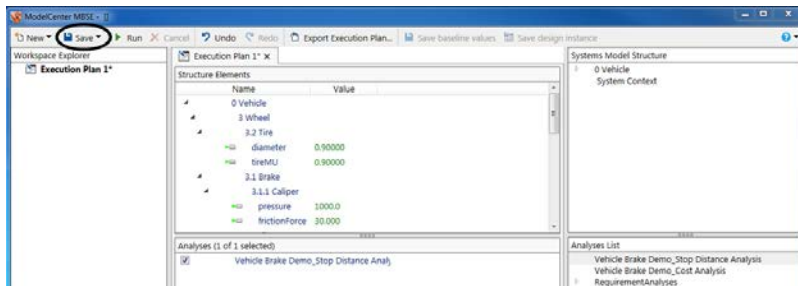 ModelCenter MBSE - []
New Save Run Cancel Undo Redo Export Execution Plan... Save baseline values Save design instance
Workspace Explorer
Execution Plan 1*
Execution Plan 1*
Structure Elements
Name Value
0 Vehicle
3 Wheel
3.2 Tire
diameter 0.90000
tireMU 0.90000
3.1 Brake
3.1.1 Caliper
pressure 1000.0
frictionForce 30.000
Analyses (1 of 1 selected)
Vehicle Brake Demo_Stop Distance Analy
Systems Model Structure
0 Vehicle
System Context
Analyses List
Vehicle Brake Demo_Stop Distance Analysis
Vehicle Brake Demo_Cost Analysis
RequirementAnalyses